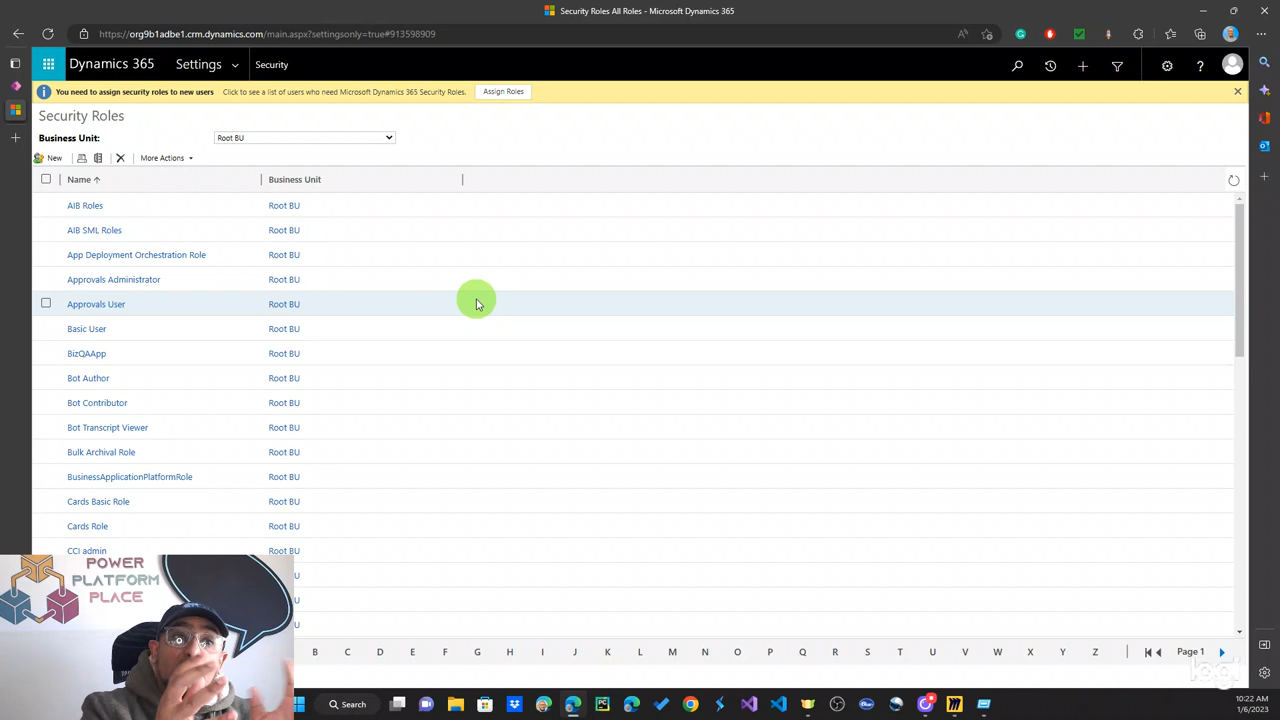 Security Roles All Roles - Microsoft Dynamics 365
https://org9b1adbe1.crm.dynamics.com/main.aspx?settingsonly=true#913598909
Dynamics 365 Settings Security
You need to assign security roles to new users Click to see a list of users who need Microsoft Dynamics 365 Security Roles. Assign Roles
Security Roles
Business Unit: Root BU
New More Actions
Name Business Unit
AIB Roles Root BU
AIB SML Roles Root BU
App Deployment Orchestration Role Root BU
Approvals Administrator Root BU
Approvals User Root BU
Basic User Root BU
BizQAApp Root BU
Bot Author Root BU
Bot Contributor Root BU
Bot Transcript Viewer Root BU
Bulk Archival Role Root BU
BusinessApplicationPlatformRole Root BU
Cards Basic Role Root BU
Cards Role Root BU
CCI admin Root BU
POWER
PLATFORM
PLACE
B C D E F G H I J K L M N O P Q R S T U V W X Y Z Page 1
Search
10:22 AM
1/6/2023